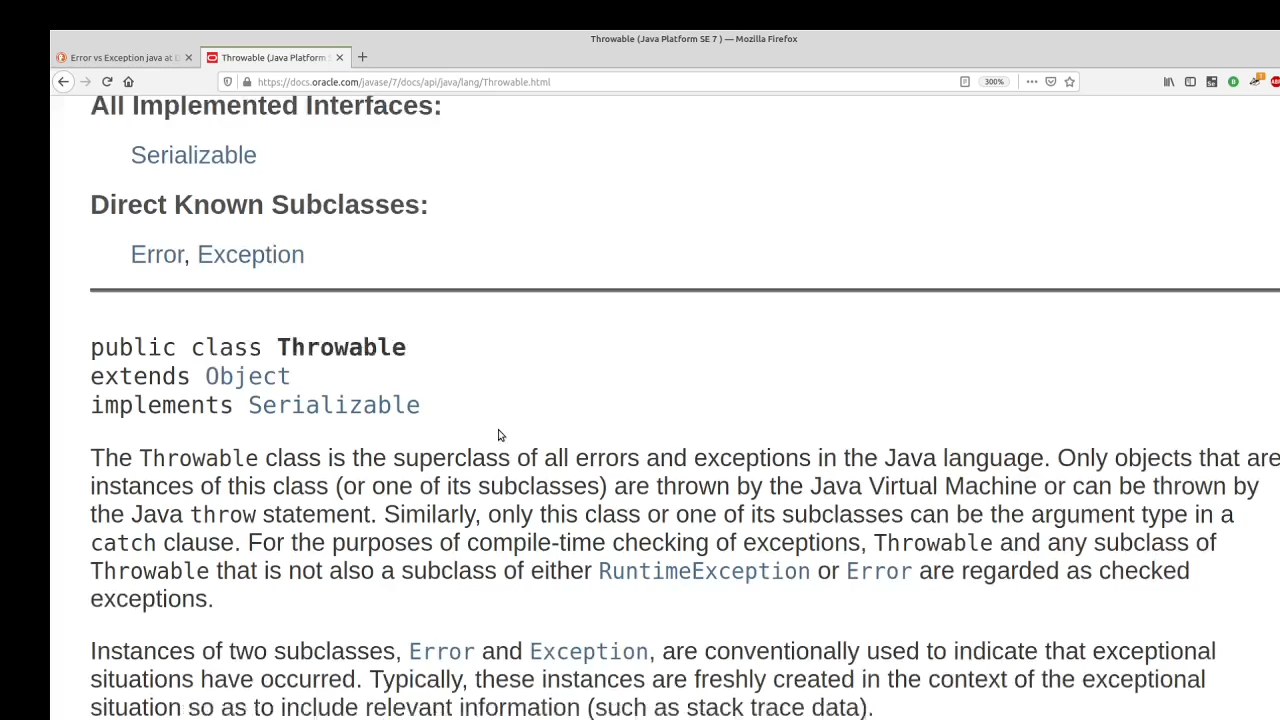 Throwable (Java Platform SE 7 ) — Mozilla Firefox
Error vs Exception java at
Throwable (Java Platform
https://docs.oracle.com/javase/7/docs/api/java/lang/Throwable.html
300%
All Implemented Interfaces:
Serializable
Direct Known Subclasses:
Error, Exception
public class Throwable
extends Object
implements Serializable
The Throwable class is the superclass of all errors and exceptions in the Java language. Only objects that are
instances of this class (or one of its subclasses) are thrown by the Java Virtual Machine or can be thrown by
the Java throw statement. Similarly, only this class or one of its subclasses can be the argument type in a
catch clause. For the purposes of compile-time checking of exceptions, Throwable and any subclass of
Throwable that is not also a subclass of either RuntimeException or Error are regarded as checked
exceptions.
Instances of two subclasses, Error and Exception, are conventionally used to indicate that exceptional
situations have occurred. Typically, these instances are freshly created in the context of the exceptional
situation so as to include relevant information (such as stack trace data).